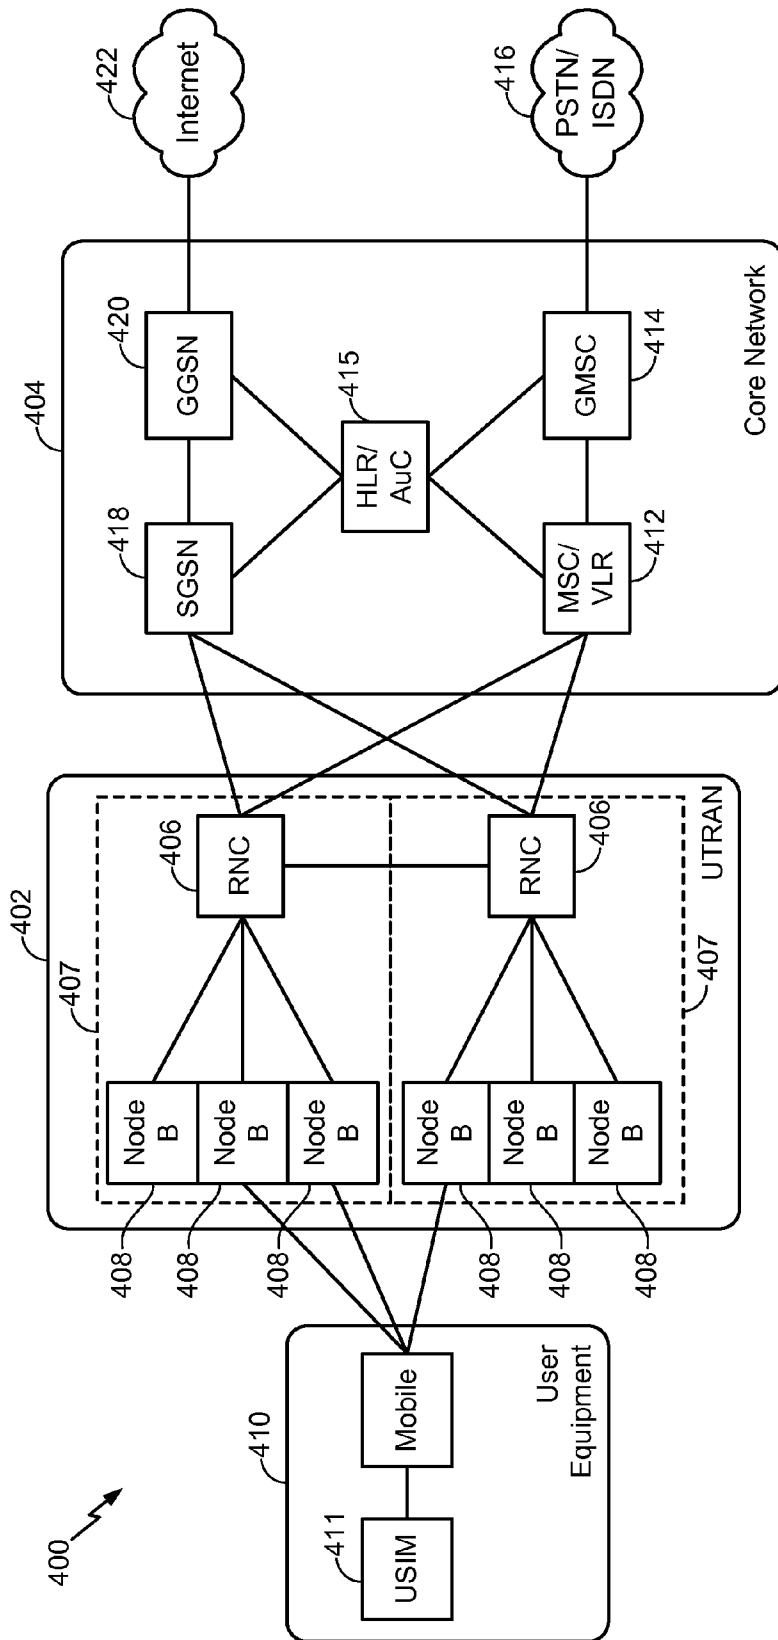 400
410
411
USIM
Mobile
User
Equipment
402
407
408
Node
B
408
Node
B
408
Node
B
408
Node
B
408
Node
B
408
Node
B
406
RNC
RNC
406
407
UTRAN
404
418
SGSN
420
GGSN
415
HLR/
AuC
MSC/
VLR
412
GMSC
414
Core Network
422
Internet
416
PSTN/
ISDN